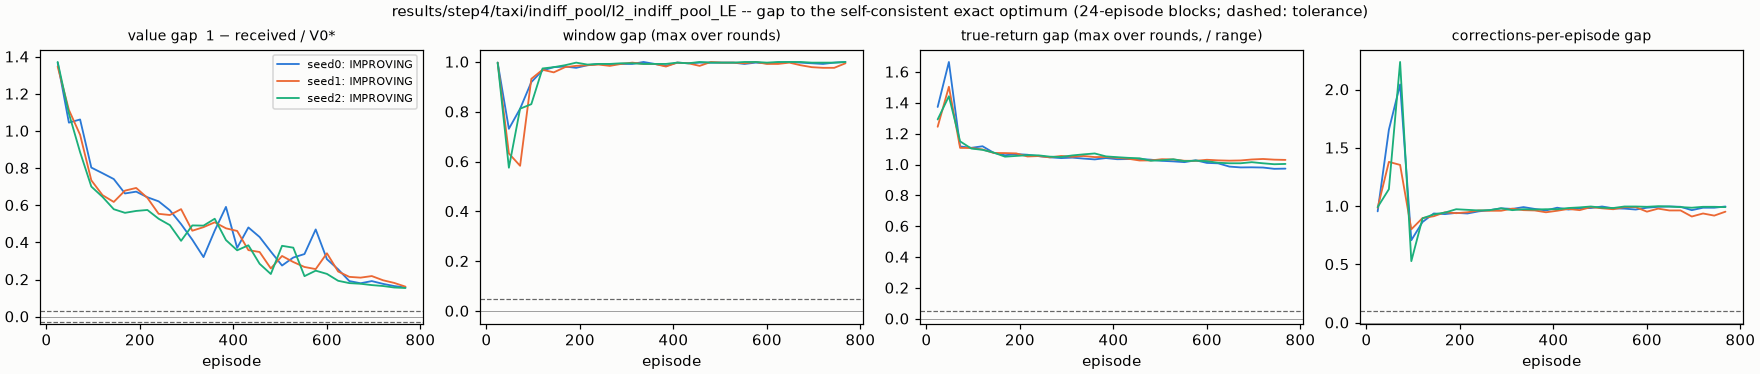 results/step4/taxi/indiff_pool/l2_indiff_pool_LE -- gap to the self-consistent exact optimum (24-episode blocks; dashed: tolerance)
value gap 1 − received / V0*
1.4
1.2
1.0
0.8
0.6
0.4
0.2
0.0
seed0: IMPROVING
seed1: IMPROVING
seed2: IMPROVING
0 200 400 600 800
episode
window gap (max over rounds)
1.0
0.8
0.6
0.4
0.2
0.0
0 200 400 600 800
episode
true-return gap (max over rounds, / range)
1.6
1.4
1.2
1.0
0.8
0.6
0.4
0.2
0.0
0 200 400 600 800
episode
corrections-per-episode gap
2.0
1.5
1.0
0.5
0.0
0 200 400 600 800
episode